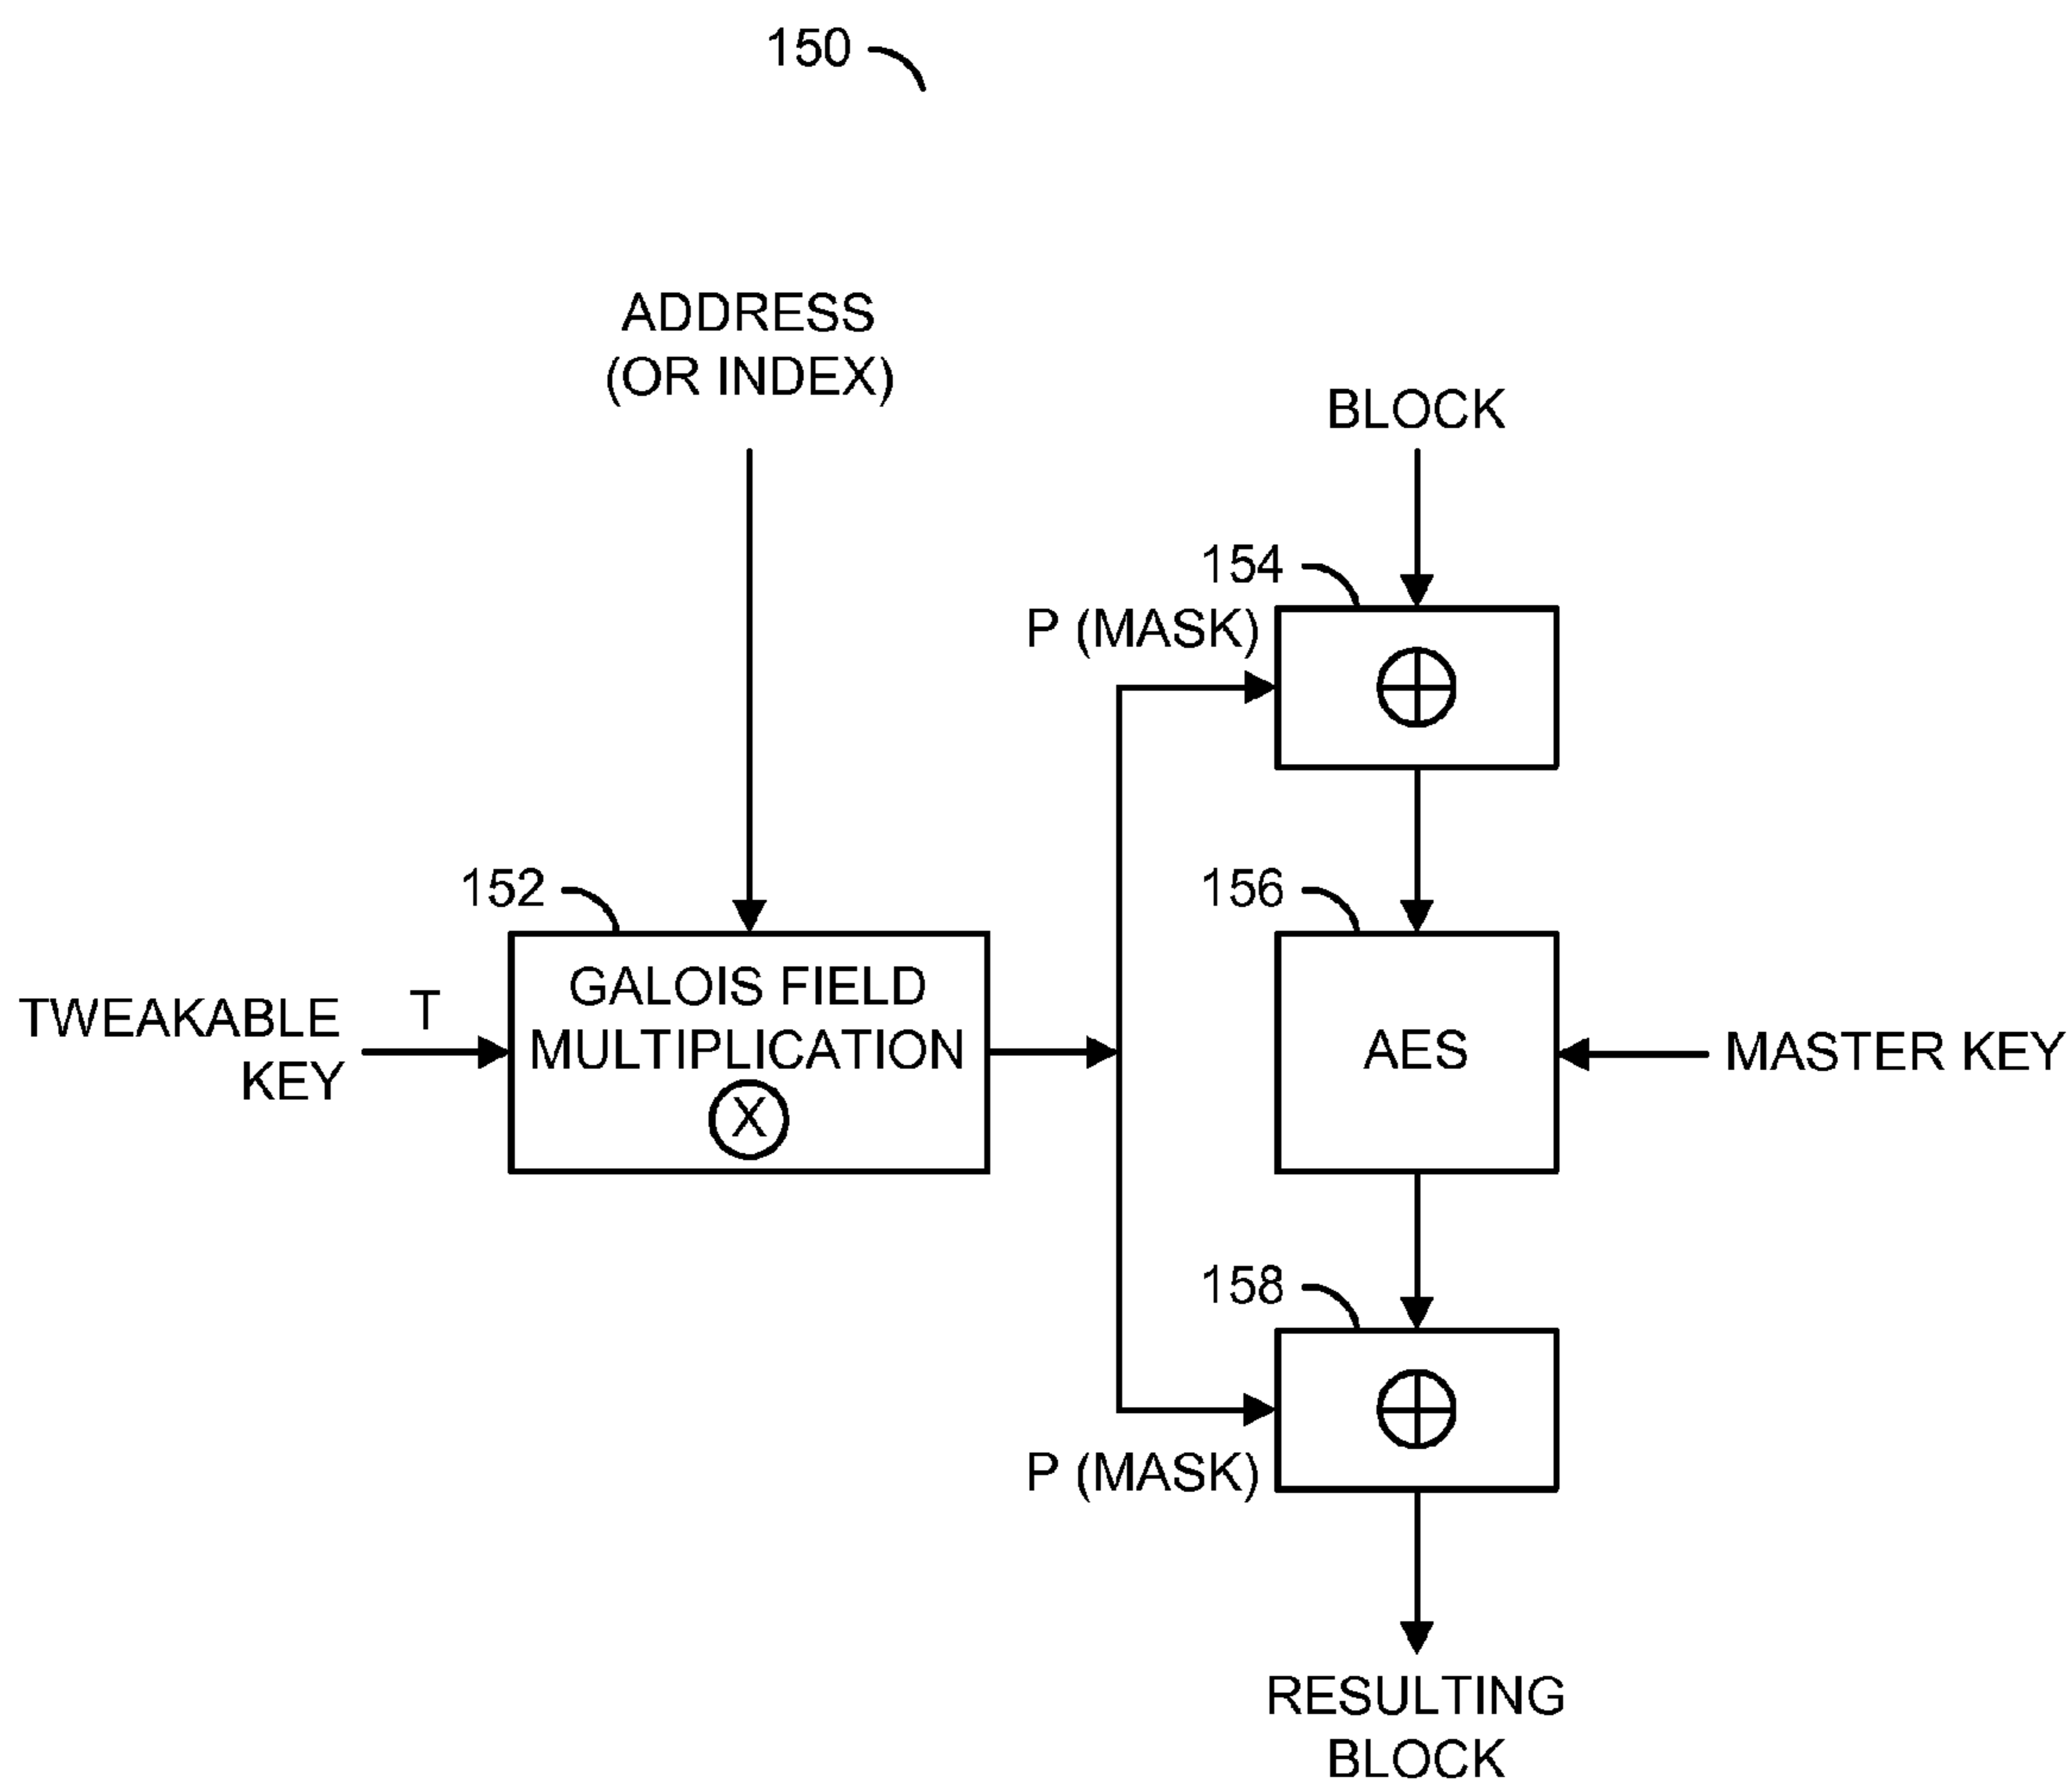 150
ADDRESS
(OR INDEX)
BLOCK
154
P (MASK)
152
156
GALOIS FIELD
MULTIPLICATION
X
TWEAKABLE
KEY
T
AES
MASTER KEY
158
P (MASK)
RESULTING
BLOCK